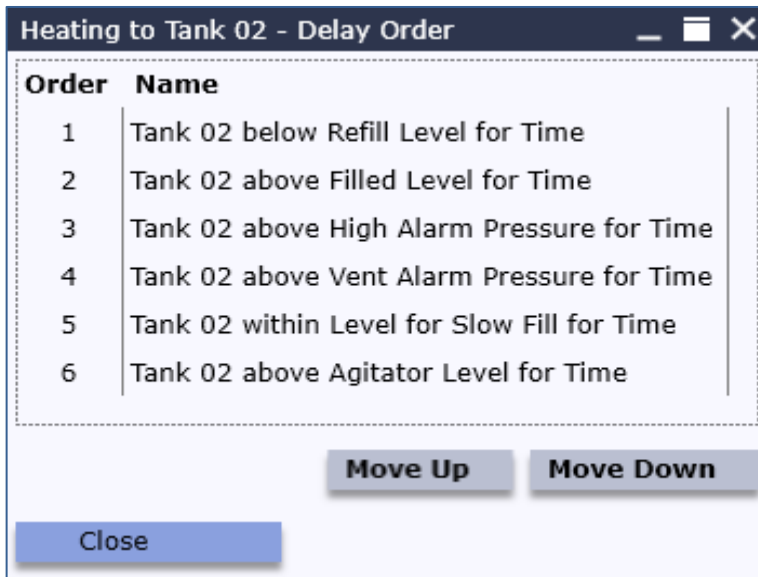 Heating to Tank 02 - Delay Order
Order Name
1 Tank 02 below Refill Level for Time
2 Tank 02 above Filled Level for Time
3 Tank 02 above High Alarm Pressure for Time
4 Tank 02 above Vent Alarm Pressure for Time
5 Tank 02 within Level for Slow Fill for Time
6 Tank 02 above Agitator Level for Time
Move Up Move Down
Close